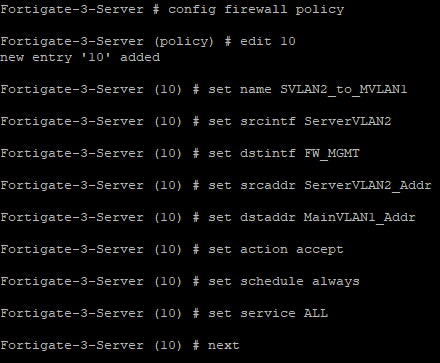 Fortigate-3-Server # config firewall policy
Fortigate-3-Server (policy) # edit 10
new entry '10' added
Fortigate-3-Server (10) # set name SVLAN2_to_MVLAN1
Fortigate-3-Server (10) # set srcintf ServerVLAN2
Fortigate-3-Server (10) # set dstintf FW_MGMT
Fortigate-3-Server (10) # set srcaddr ServerVLAN2_Addr
Fortigate-3-Server (10) # set dstaddr MainVLAN1_Addr
Fortigate-3-Server (10) # set action accept
Fortigate-3-Server (10) # set schedule always
Fortigate-3-Server (10) # set service ALL
Fortigate-3-Server (10) # next